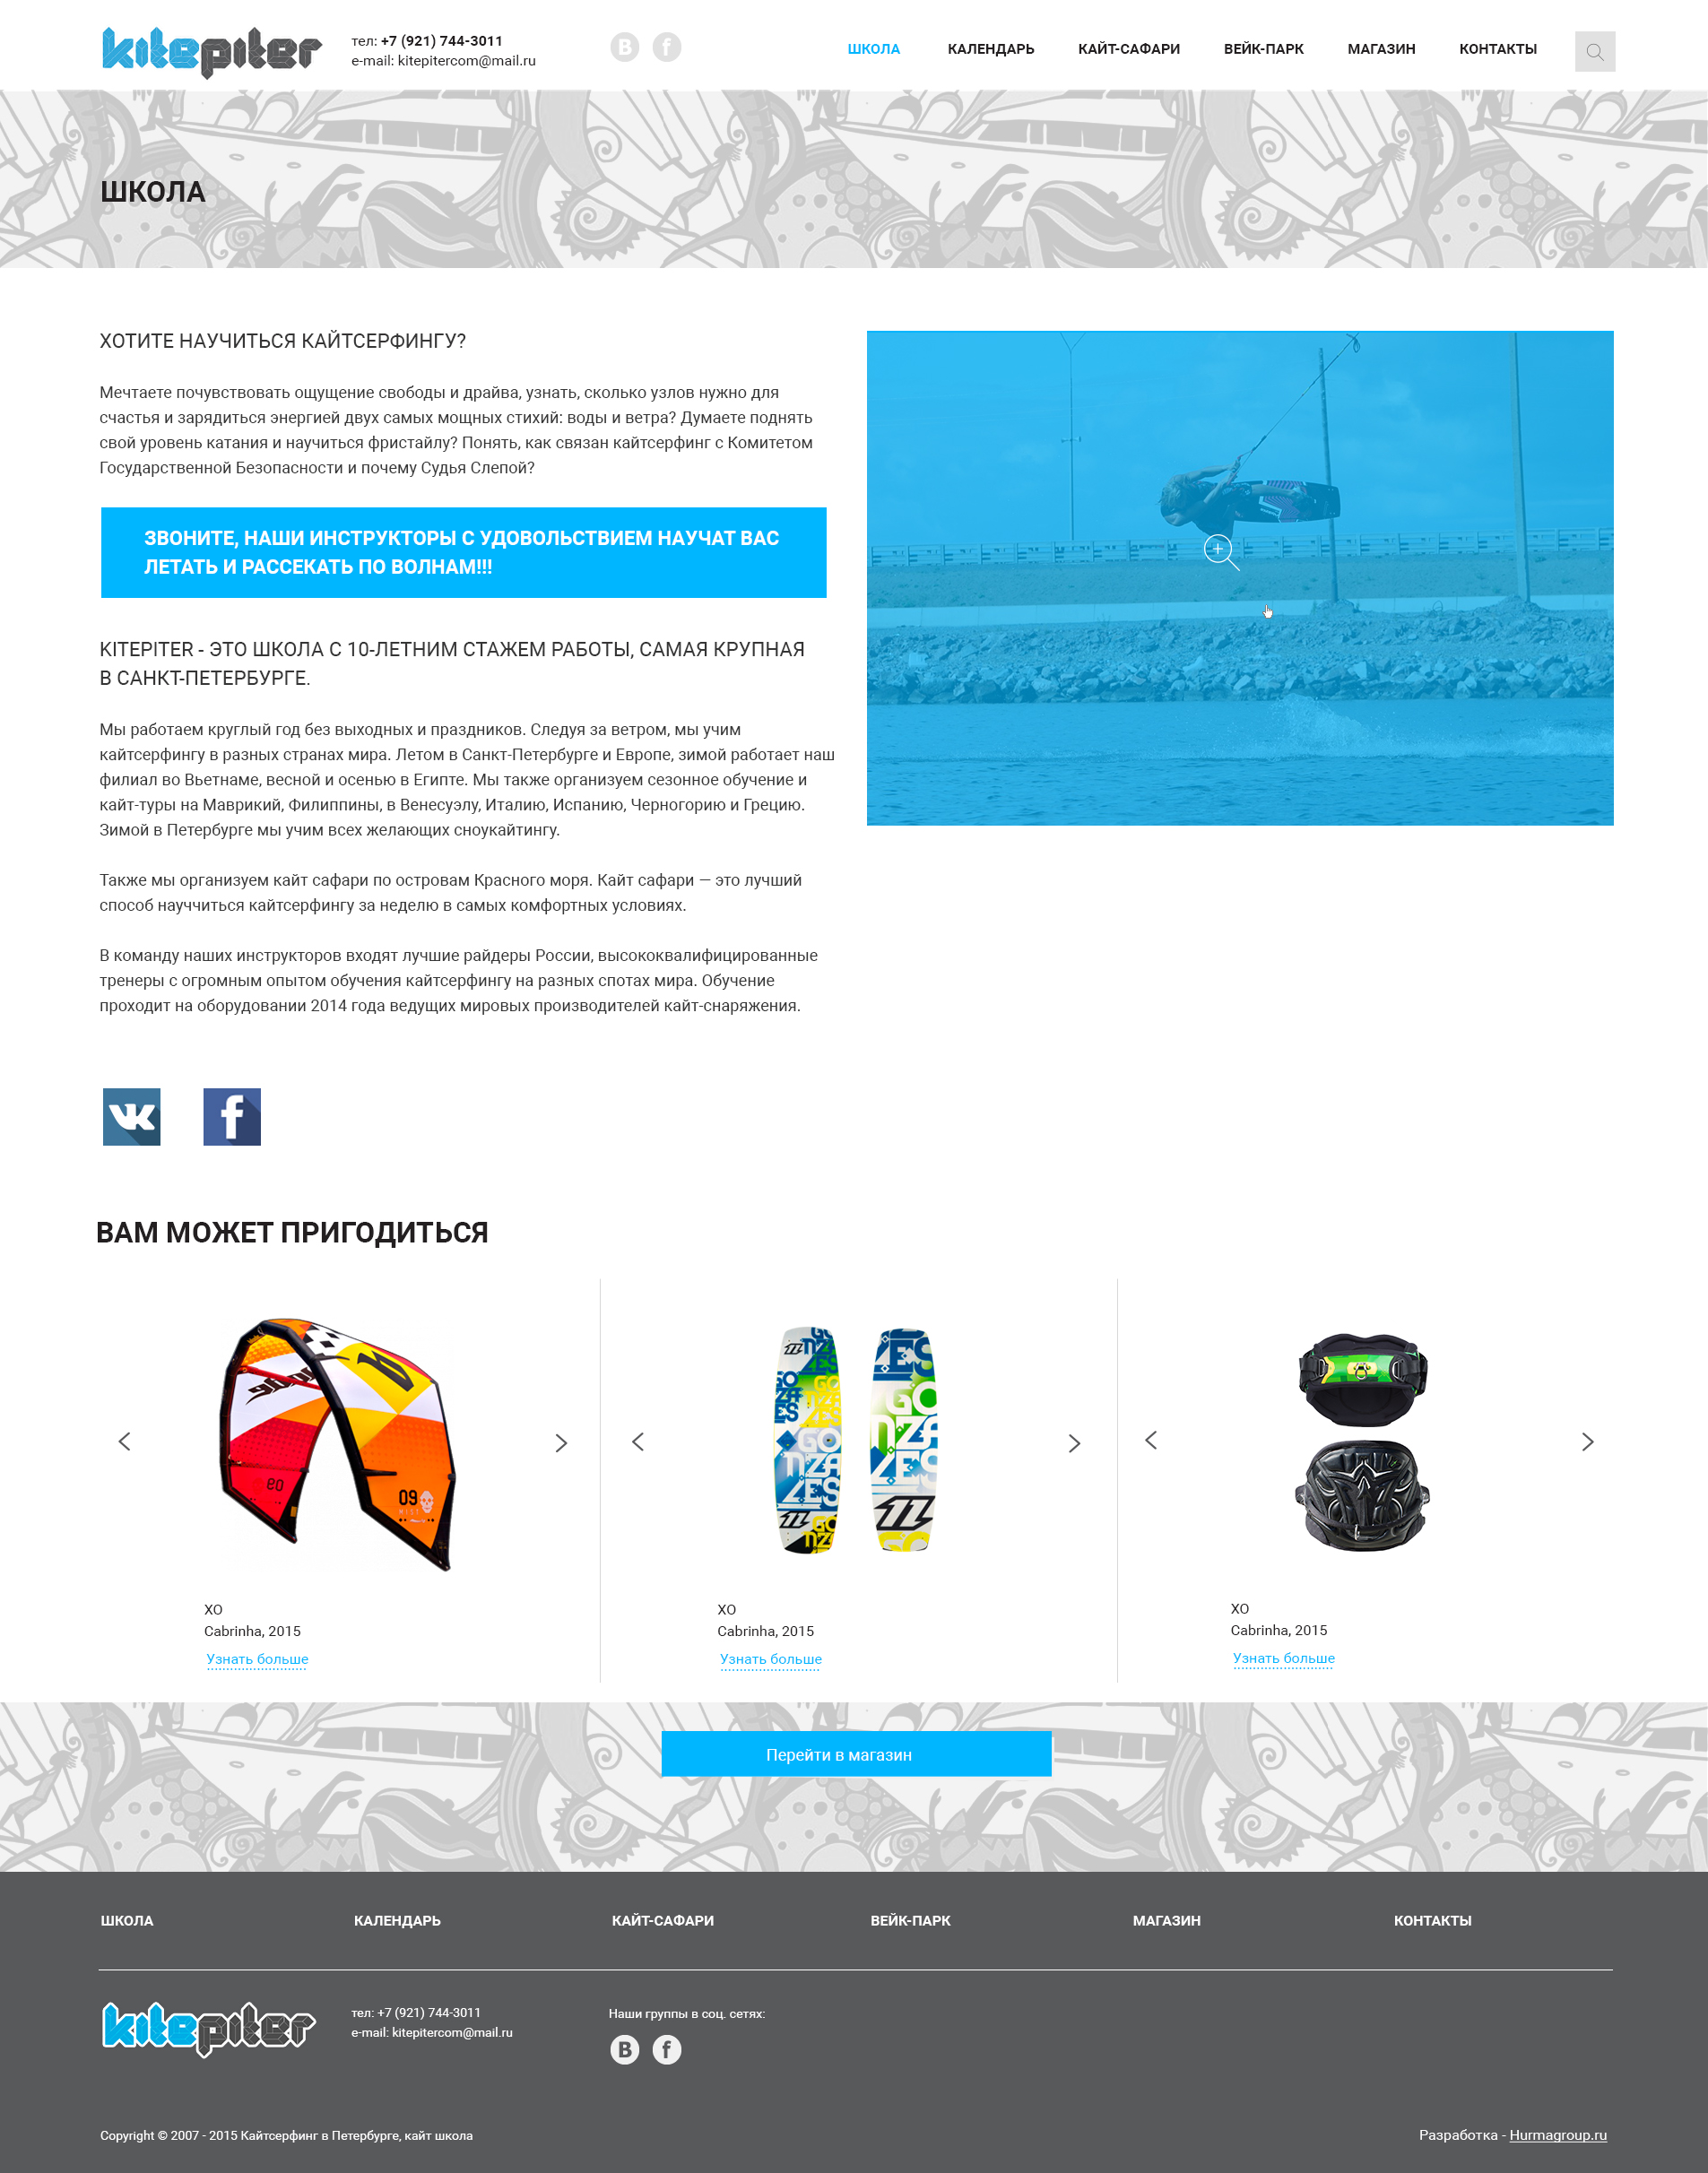 kitepiter
тел: +7 (921) 744-3011
e-mail: kitepitercom@mail.ru
B f
ШКОЛА КАЛЕНДАРЬ КАЙТ-САФАРИ ВЕЙК-ПАРК МАГАЗИН КОНТАКТЫ
ШКОЛА
ХОТИТЕ НАУЧИТЬСЯ КАЙТСЕРФИНГУ?
Мечтаете почувствовать ощущение свободы и драйва, узнать, сколько узлов нужно для
счастья и зарядиться энергией двух самых мощных стихий: воды и ветра? Думаете поднять
свой уровень катания и научиться фристайлу? Понять, как связан кайтсерфинг с Комитетом
Государственной Безопасности и почему Судья Слепой?
ЗВОНИТЕ, НАШИ ИНСТРУКТОРЫ С УДОВОЛЬСТВИЕМ НАУЧАТ ВАС
ЛЕТАТЬ И РАССЕКАТЬ ПО ВОЛНАМ!!!
KITEPITER - ЭТО ШКОЛА С 10-ЛЕТНИМ СТАЖЕМ РАБОТЫ, САМАЯ КРУПНАЯ
В САНКТ-ПЕТЕРБУРГЕ.
Мы работаем круглый год без выходных и праздников. Следуя за ветром, мы учим
кайтсерфингу в разных странах мира. Летом в Санкт-Петербурге и Европе, зимой работает наш
филиал во Вьетнаме, весной и осенью в Египте. Мы также организуем сезонное обучение и
кайт-туры на Маврикий, Филиппины, в Венесуэлу, Италию, Испанию, Черногорию и Грецию.
Зимой в Петербурге мы учим всех желающих сноукайтингу.
Также мы организуем кайт сафари по островам Красного моря. Кайт сафари — это лучший
способ науччиться кайтсерфингу за неделю в самых комфортных условиях.
В команду наших инструкторов входят лучшие райдеры России, высококвалифицированные
тренеры с огромным опытом обучения кайтсерфингу на разных спотах мира. Обучение
проходит на оборудовании 2014 года ведущих мировых производителей кайт-снаряжения.
VK f
ВАМ МОЖЕТ ПРИГОДИТЬСЯ
09
GONZALES
GONZALES
XO
Cabrinha, 2015
Узнать больше
XO
Cabrinha, 2015
Узнать больше
XO
Cabrinha, 2015
Узнать больше
Перейти в магазин
ШКОЛА КАЛЕНДАРЬ КАЙТ-САФАРИ ВЕЙК-ПАРК МАГАЗИН КОНТАКТЫ
kitepiter
тел: +7 (921) 744-3011
e-mail: kitepitercom@mail.ru
Наши группы в соц. сетях:
B f
Copyright © 2007 - 2015 Кайтсерфинг в Петербурге, кайт школа
Разработка - Hurmagroup.ru